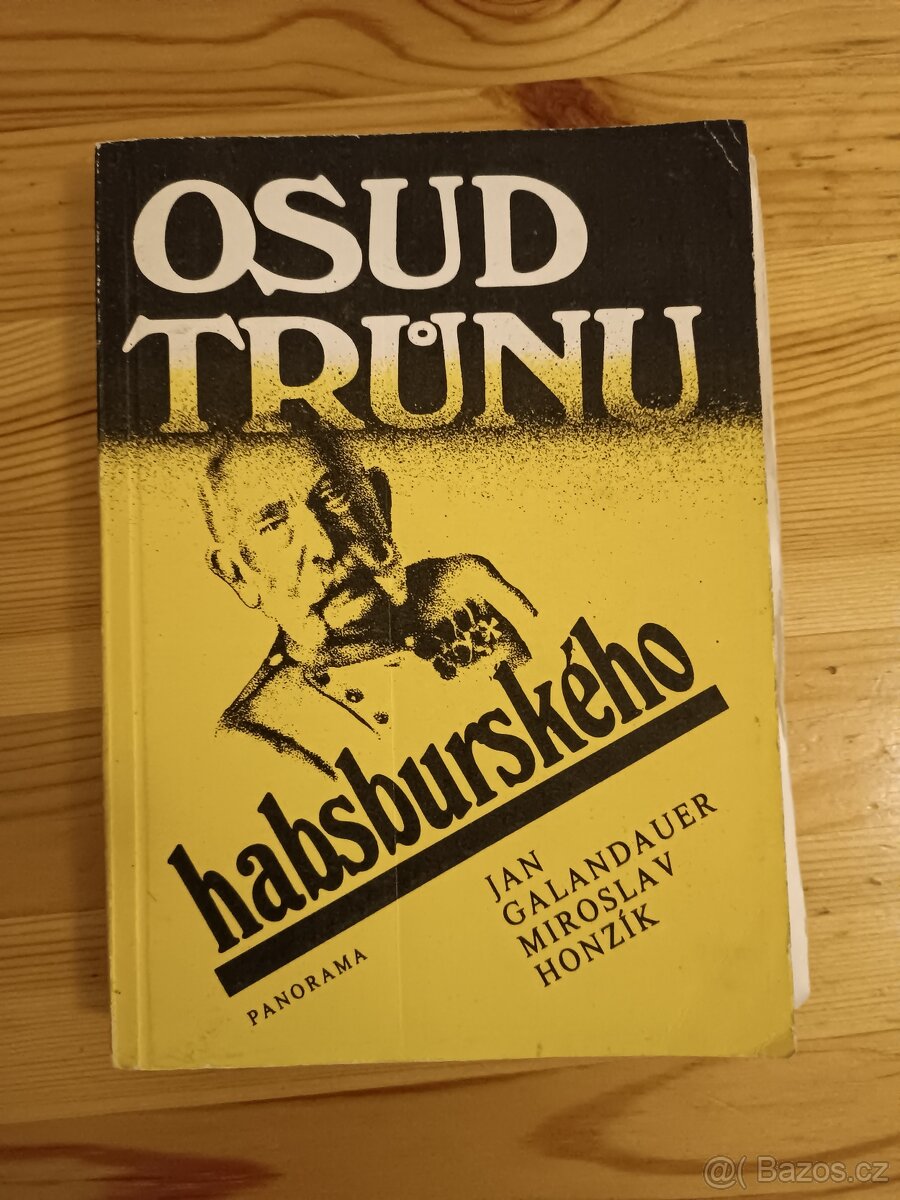 OSUD
TRŮNU
habsburského
JAN
GALANDAUER
MIROSLAV
HONZÍK
PANORAMA
@( Bazos.cz